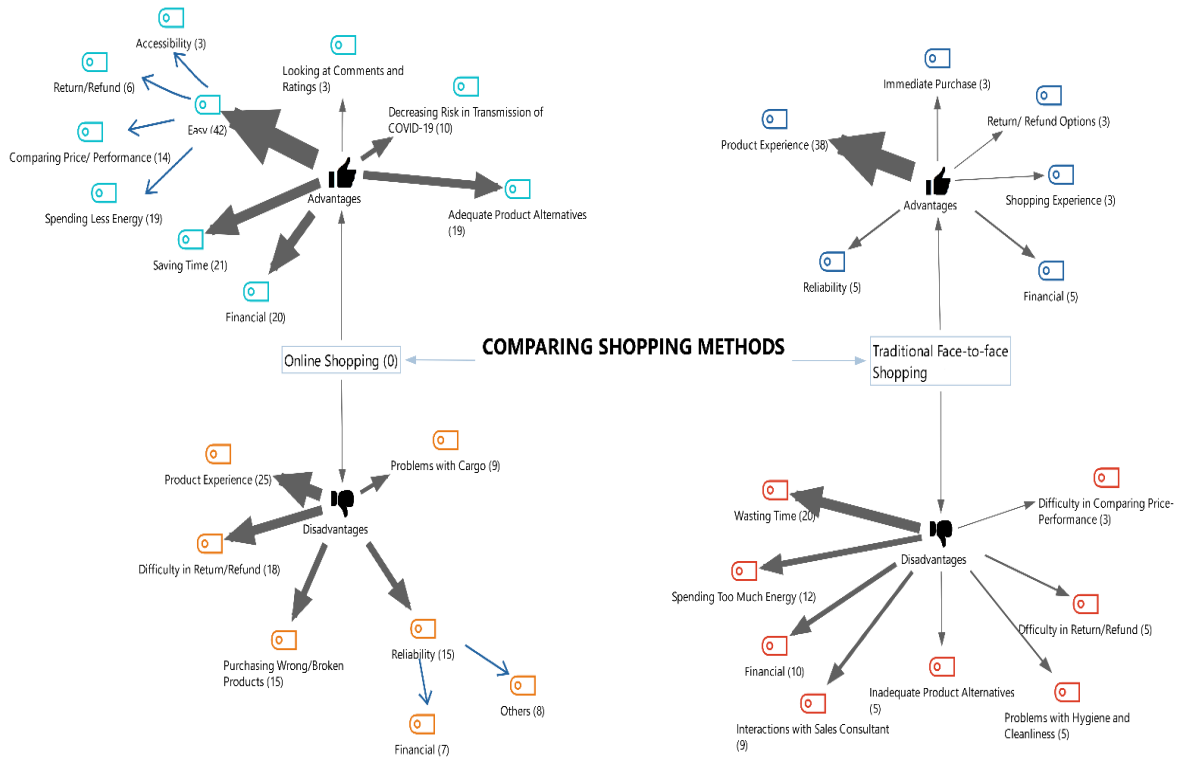 Accessibility (3)
Return/Refund (6)
Easy (42)
Comparing Price/ Performance (14)
Spending Less Energy (19)
Saving Time (21)
Financial (20)
Looking at Comments and
Ratings (3)
Decreasing Risk in Transmission of
COVID-19 (10)
Advantages
Adequate Product Alternatives
(19)
Immediate Purchase (3)
Product Experience (38)
Return/ Refund Options (3)
Advantages
Shopping Experience (3)
Reliability (5)
Financial (5)
COMPARING SHOPPING METHODS
Online Shopping (0)
Traditional Face-to-face
Shopping
Product Experience (25)
Problems with Cargo (9)
Disadvantages
Difficulty in Return/Refund (18)
Purchasing Wrong/Broken
Products (15)
Reliability (15)
Others (8)
Financial (7)
Wasting Time (20)
Difficulty in Comparing Price-
Performance (3)
Disadvantages
Spending Too Much Energy (12)
Difficulty in Return/Refund (5)
Financial (10)
Inadequate Product Alternatives
(5)
Interactions with Sales Consultant
(9)
Problems with Hygiene and
Cleanliness (5)